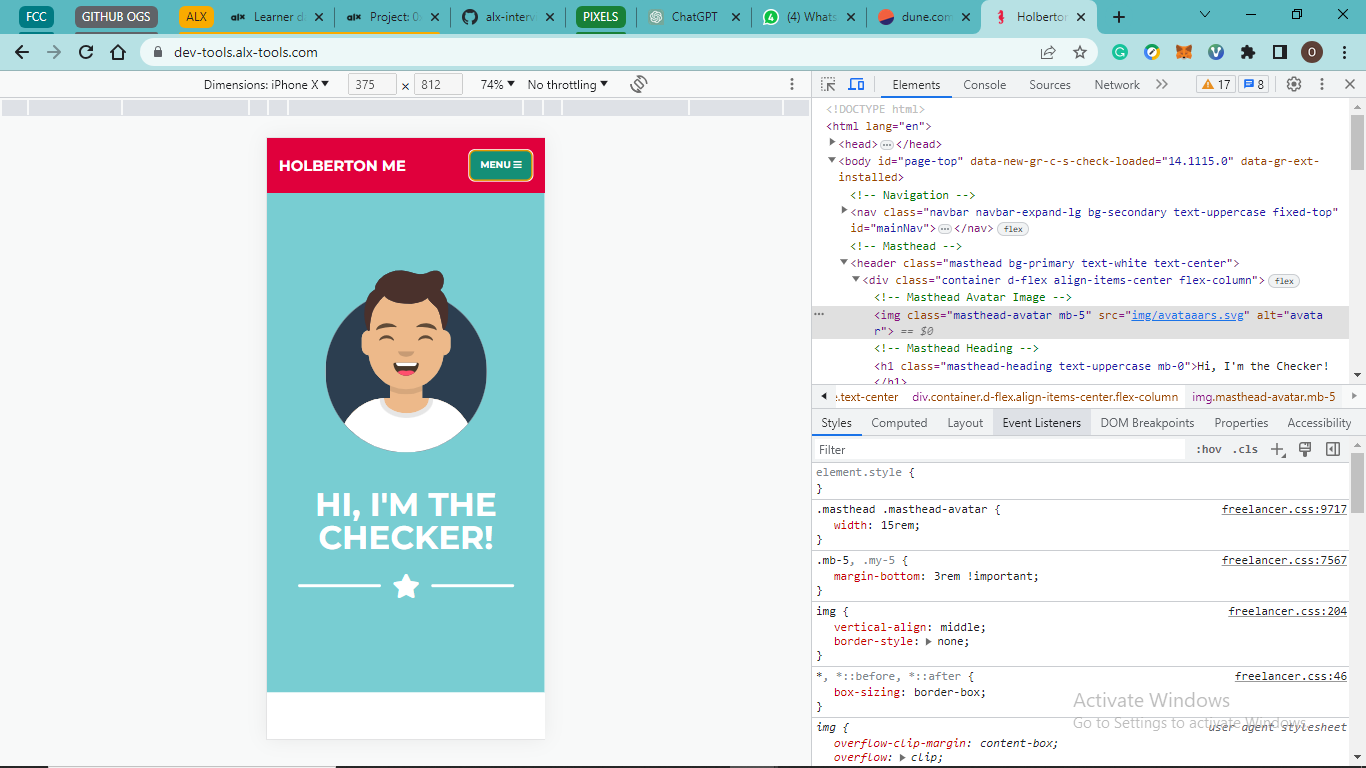 FCC
GITHUB OGS
ALX
Learner d
Project: 0
alx-interv
PIXELS
ChatGPT
(4) Whats
dune.com
Holberton
dev-tools.alx-tools.com
O
Dimensions: iPhone X
375 × 812
74%
No throttling
Elements
Console
Sources
Network
17
8
HOLBERTON ME
MENU
HI, I'M THE
CHECKER!
<!DOCTYPE html>
<html lang="en">
<head>…</head>
<body id="page-top" data-new-gr-c-s-check-loaded="14.1115.0" data-gr-ext-
installed>
<!-- Navigation -->
<nav class="navbar navbar-expand-lg bg-secondary text-uppercase fixed-top"
id="mainNav">…</nav> flex
<!-- Masthead -->
<header class="masthead bg-primary text-white text-center">
<div class="container d-flex align-items-center flex-column"> flex
<!-- Masthead Avatar Image -->
<img class="masthead-avatar mb-5" src="img/avataaars.svg" alt="avata
r"> == $0
<!-- Masthead Heading -->
<h1 class="masthead-heading text-uppercase mb-0">Hi, I'm the Checker!
</h1>
e.text-center
div.container.d-flex.align-items-center.flex-column
img.masthead-avatar.mb-5
Styles
Computed
Layout
Event Listeners
DOM Breakpoints
Properties
Accessibility
Filter
:hov
.cls
element.style {
}
.masthead .masthead-avatar {
freelancer.css:9717
width: 15rem;
}
.mb-5, .my-5 {
freelancer.css:7567
margin-bottom: 3rem !important;
}
img {
freelancer.css:204
vertical-align: middle;
border-style: none;
}
*, *::before, *::after {
freelancer.css:46
box-sizing: border-box;
}
img {
user agent stylesheet
overflow-clip-margin: content-box;
overflow: clip;
Activate Windows
Go to Settings to activate Windows.